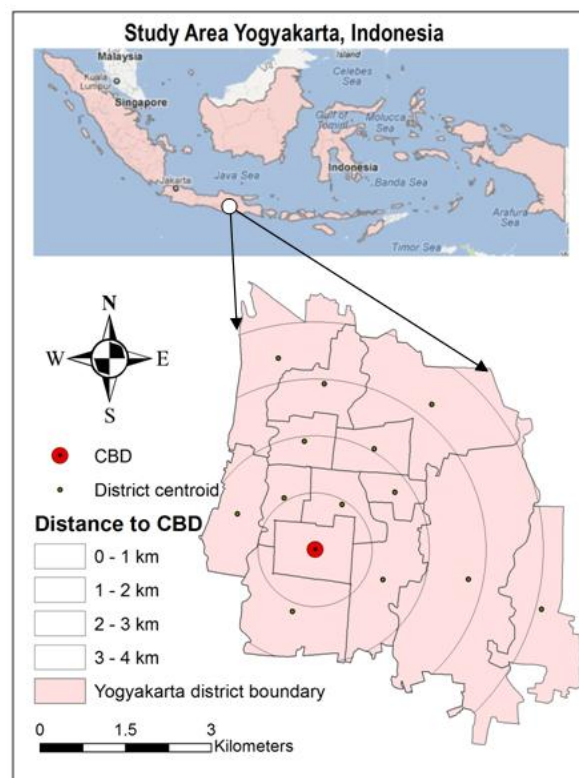 Study Area Yogyakarta, Indonesia
Malaysia
Kuala
Lumpur
Singapore
Island
Celebes
Sea
Gulf of
Tomini
Molucca
Sea
Indonesia
Jakarta
Java Sea
Banda Sea
Arafura
Sea
Timor Sea
N
W E
S
CBD
District centroid
Distance to CBD
0 - 1 km
1 - 2 km
2 - 3 km
3 - 4 km
Yogyakarta district boundary
0 1.5 3
Kilometers